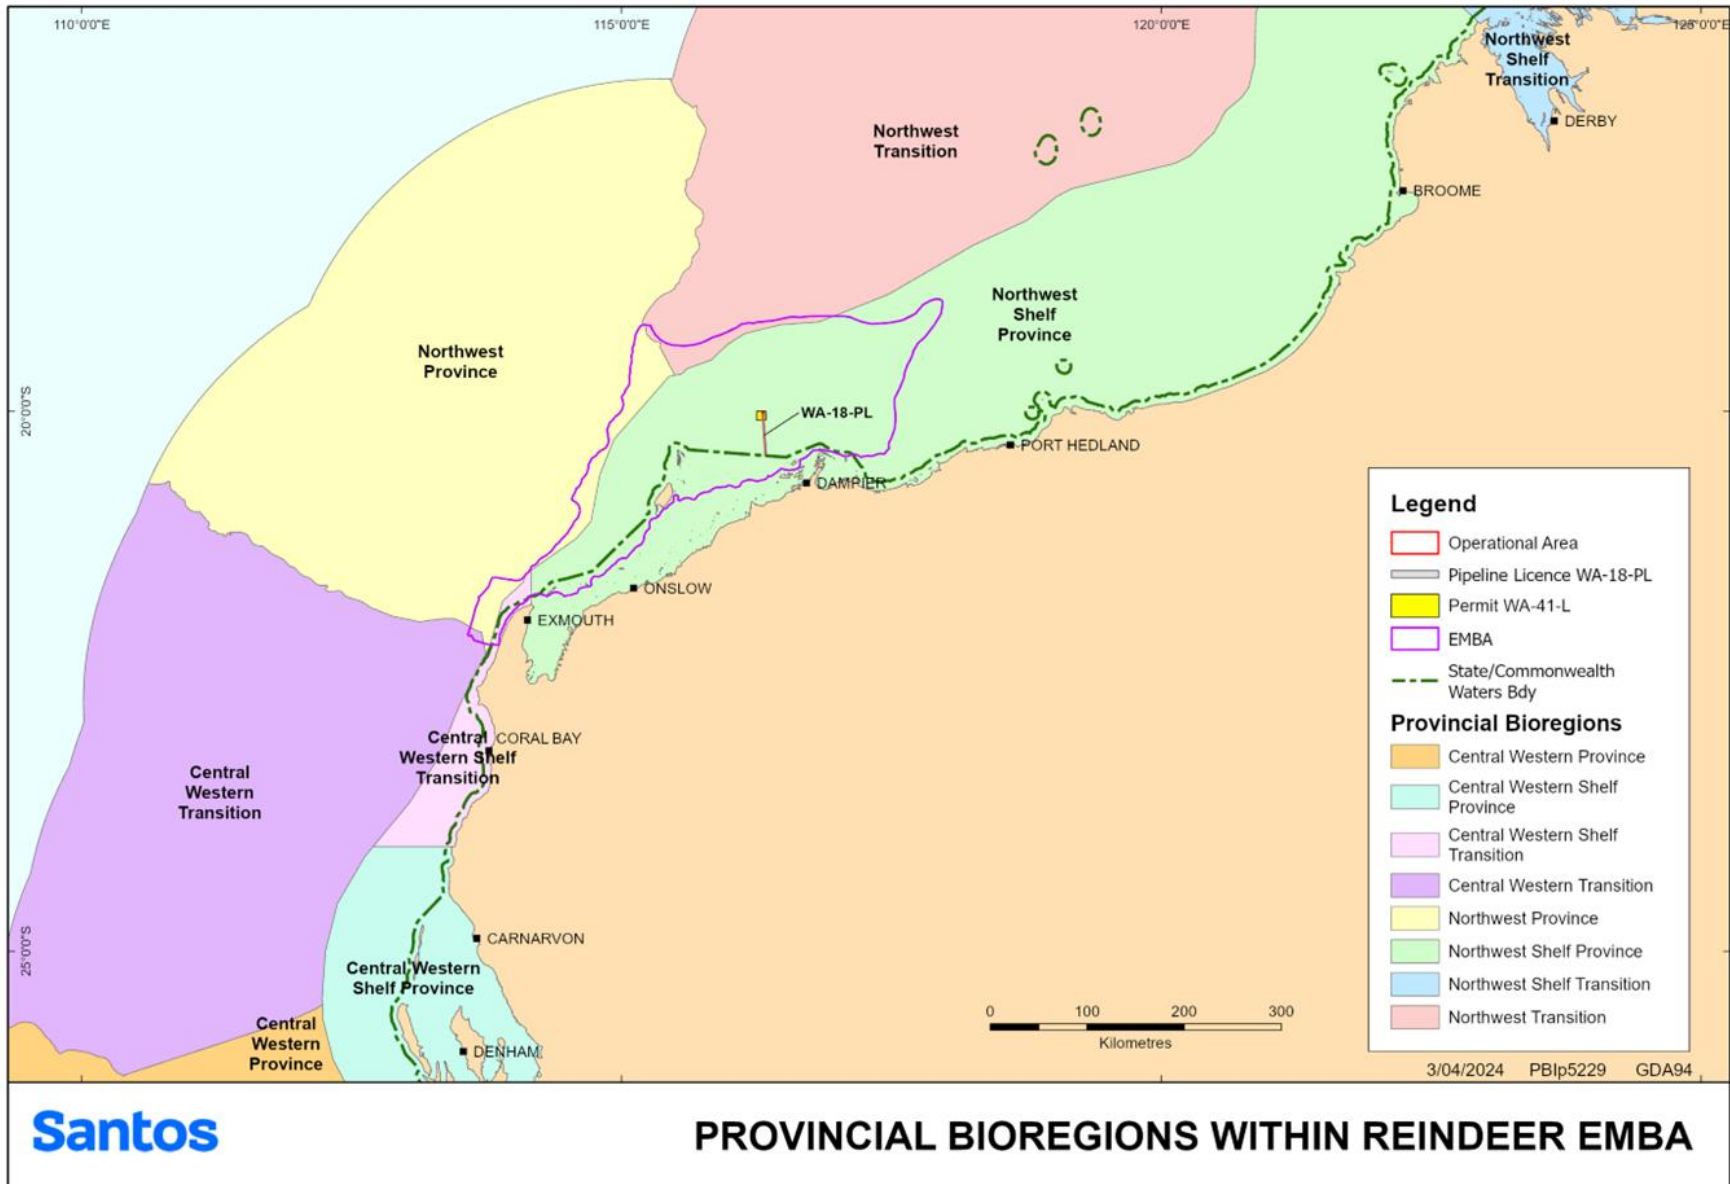 110°0'0"E
115°0'0"E
120°0'0"E
125°0'0"E
Northwest
Shelf
Transition
DERBY
Northwest
Transition
BROOME
Northwest
Shelf
Province
Northwest
Province
20°0'0"S
WA-18-PL
PORT HEDLAND
DAMPIER
ONSLOW
EXMOUTH
CORAL BAY
Central
Western Shelf
Transition
Central
Western
Transition
CARNARVON
25°0'0"S
Central Western
Shelf Province
Central
Western
Province
DENHAM
0 100 200 300
Kilometres
Legend
Operational Area
Pipeline Licence WA-18-PL
Permit WA-41-L
EMBA
State/Commonwealth
Waters Bdy
Provincial Bioregions
Central Western Province
Central Western Shelf
Province
Central Western Shelf
Transition
Central Western Transition
Northwest Province
Northwest Shelf Province
Northwest Shelf Transition
Northwest Transition
3/04/2024 PBIp5229 GDA94
Santos
PROVINCIAL BIOREGIONS WITHIN REINDEER EMBA